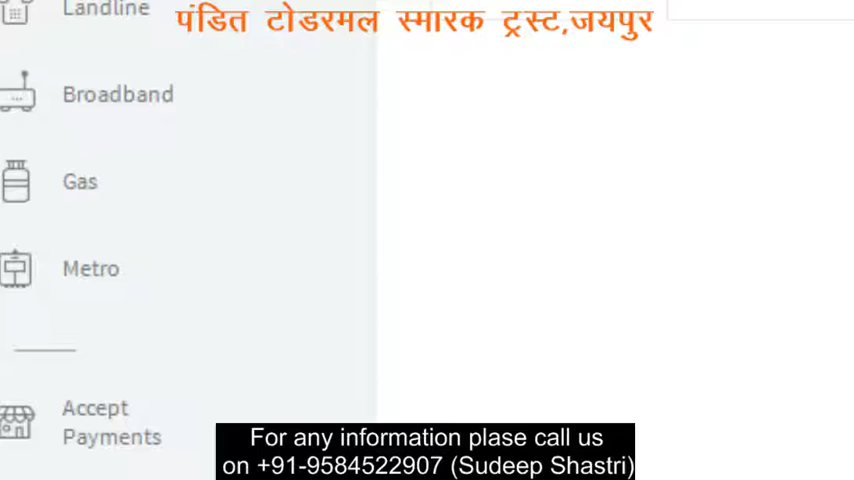 Landline
पंडित टोडरमल स्मारक ट्रस्ट,जयपुर
Broadband
Gas
Metro
Accept
Payments
For any information plase call us
on +91-9584522907 (Sudeep Shastri)